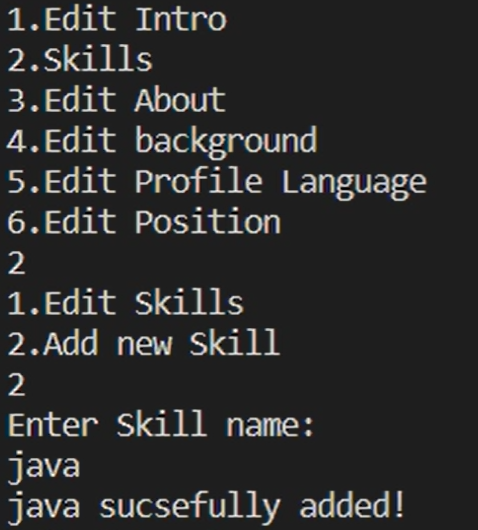 1.Edit Intro
2.Skills
3.Edit About
4.Edit background
5.Edit Profile Language
6.Edit Position
2
1.Edit Skills
2.Add new Skill
2
Enter Skill name:
java
java sucsefully added!